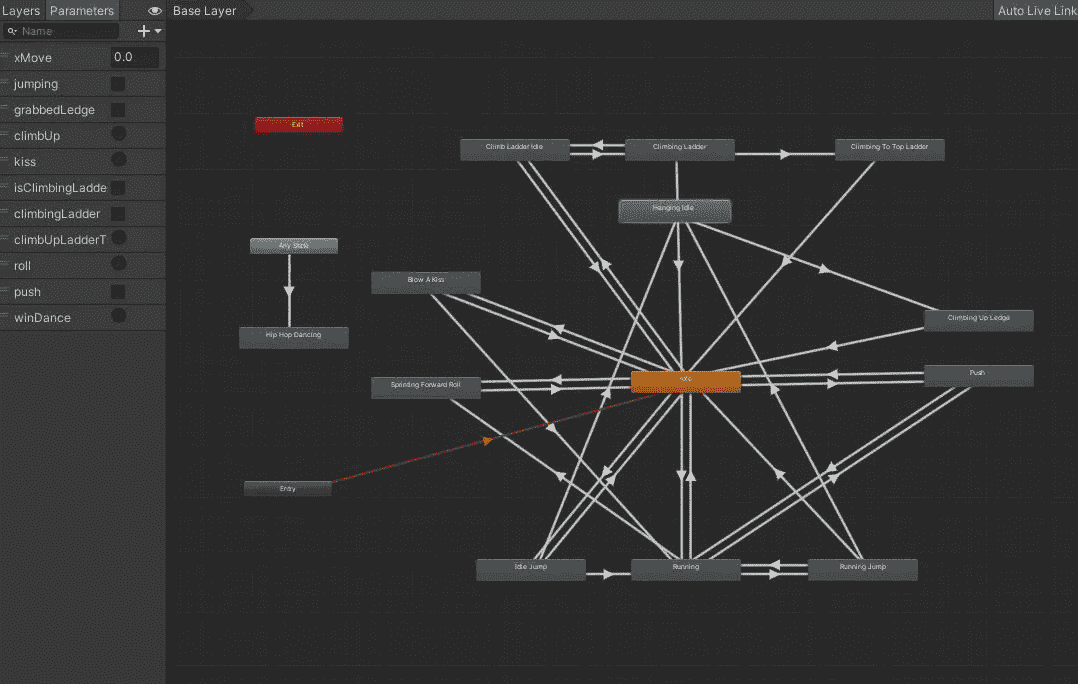 Layers Parameters Base Layer Auto Live Link
Name
xMove 0.0
jumping
grabbedLedge
climbUp
kiss
isClimbingLadde
climbingLadder
climbUpLadderT
roll
push
winDance
Exit
Climb Ladder Idle
Climbing Ladder
Climbing To Top Ladder
Hanging Idle
Any State
Blow A Kiss
Hip Hop Dancing
Climbing Up Ledge
Sprinting Forward Roll
Push
Entry
Idle Jump
Running
Running Jump